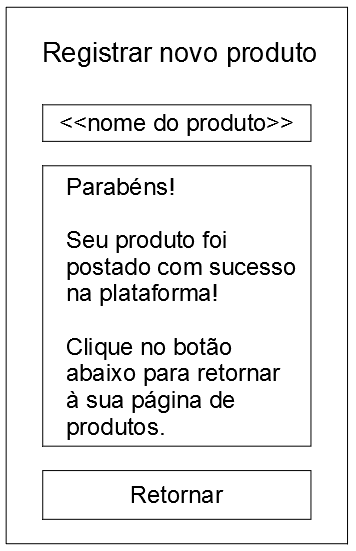 Registrar novo produto
<<nome do produto>>
Parabéns!
Seu produto foi
postado com sucesso
na plataforma!
Clique no botão
abaixo para retornar
à sua página de
produtos.
Retornar